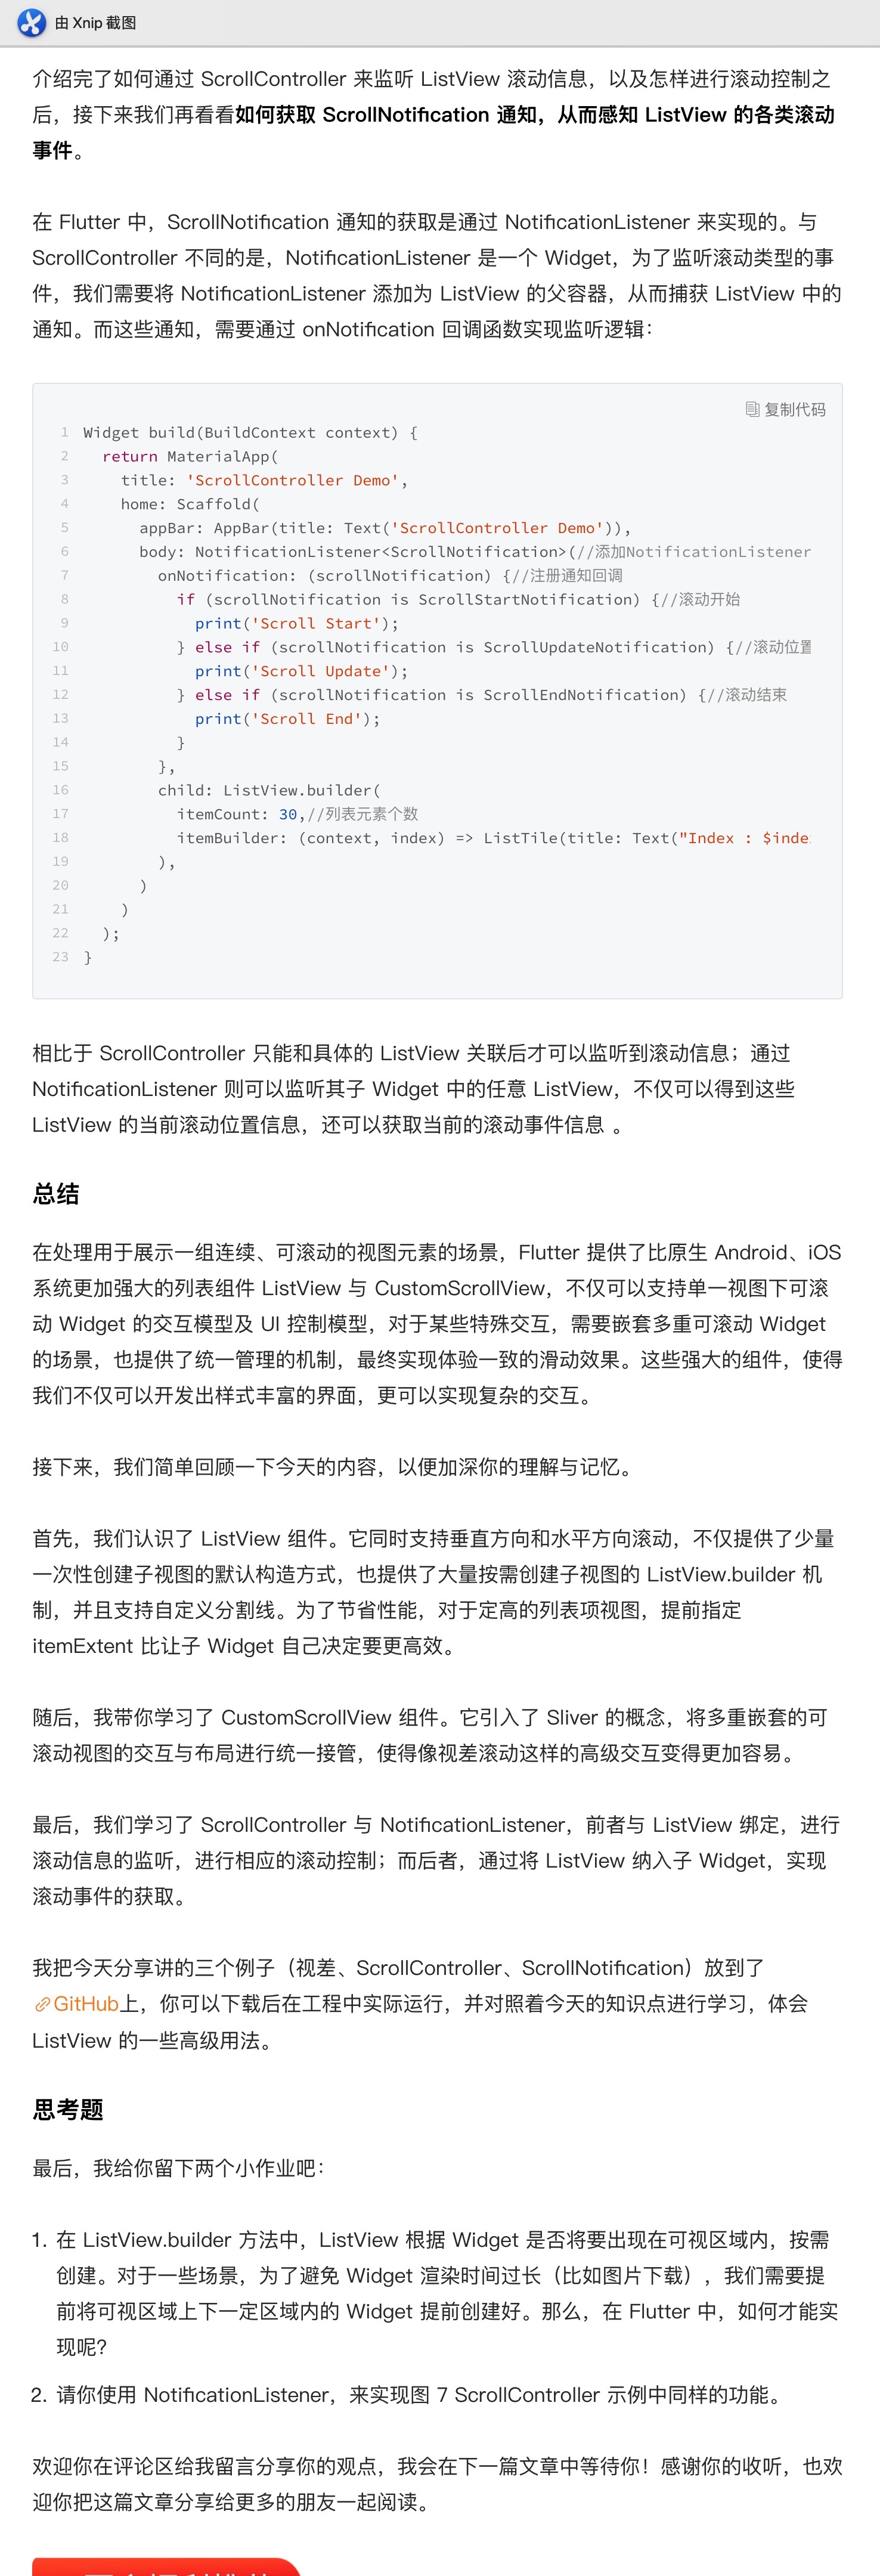 由 Xnip 截图
介绍完了如何通过 ScrollController 来监听 ListView 滚动信息，以及怎样进行滚动控制之
后，接下来我们再看看如何获取 ScrollNotification 通知，从而感知 ListView 的各类滚动
事件。
在 Flutter 中，ScrollNotification 通知的获取是通过 NotificationListener 来实现的。与
ScrollController 不同的是，NotificationListener 是一个 Widget，为了监听滚动类型的事
件，我们需要将 NotificationListener 添加为 ListView 的父容器，从而捕获 ListView 中的
通知。而这些通知，需要通过 onNotification 回调函数实现监听逻辑：
复制代码
1 Widget build(BuildContext context) {
2   return MaterialApp(
3     title: 'ScrollController Demo',
4     home: Scaffold(
5       appBar: AppBar(title: Text('ScrollController Demo')),
6       body: NotificationListener<ScrollNotification>(//添加NotificationListener
7         onNotification: (scrollNotification) {//注册通知回调
8           if (scrollNotification is ScrollStartNotification) {//滚动开始
9             print('Scroll Start');
10           } else if (scrollNotification is ScrollUpdateNotification) {//滚动位置
11             print('Scroll Update');
12           } else if (scrollNotification is ScrollEndNotification) {//滚动结束
13             print('Scroll End');
14           }
15         },
16         child: ListView.builder(
17           itemCount: 30,//列表元素个数
18           itemBuilder: (context, index) => ListTile(title: Text("Index : $inde
19         ),
20       )
21     )
22   );
23 }
相比于 ScrollController 只能和具体的 ListView 关联后才可以监听到滚动信息；通过
NotificationListener 则可以监听其子 Widget 中的任意 ListView，不仅可以得到这些
ListView 的当前滚动位置信息，还可以获取当前的滚动事件信息 。
总结
在处理用于展示一组连续、可滚动的视图元素的场景，Flutter 提供了比原生 Android、iOS
系统更加强大的列表组件 ListView 与 CustomScrollView，不仅可以支持单一视图下可滚
动 Widget 的交互模型及 UI 控制模型，对于某些特殊交互，需要嵌套多重可滚动 Widget
的场景，也提供了统一管理的机制，最终实现体验一致的滑动效果。这些强大的组件，使得
我们不仅可以开发出样式丰富的界面，更可以实现复杂的交互。
接下来，我们简单回顾一下今天的内容，以便加深你的理解与记忆。
首先，我们认识了 ListView 组件。它同时支持垂直方向和水平方向滚动，不仅提供了少量
一次性创建子视图的默认构造方式，也提供了大量按需创建子视图的 ListView.builder 机
制，并且支持自定义分割线。为了节省性能，对于定高的列表项视图，提前指定
itemExtent 比让子 Widget 自己决定要更高效。
随后，我带你学习了 CustomScrollView 组件。它引入了 Sliver 的概念，将多重嵌套的可
滚动视图的交互与布局进行统一接管，使得像视差滚动这样的高级交互变得更加容易。
最后，我们学习了 ScrollController 与 NotificationListener，前者与 ListView 绑定，进行
滚动信息的监听，进行相应的滚动控制；而后者，通过将 ListView 纳入子 Widget，实现
滚动事件的获取。
我把今天分享讲的三个例子（视差、ScrollController、ScrollNotification）放到了
GitHub上，你可以下载后在工程中实际运行，并对照着今天的知识点进行学习，体会
ListView 的一些高级用法。
思考题
最后，我给你留下两个小作业吧：
1. 在 ListView.builder 方法中，ListView 根据 Widget 是否将要出现在可视区域内，按需
创建。对于一些场景，为了避免 Widget 渲染时间过长（比如图片下载），我们需要提
前将可视区域上下一定区域内的 Widget 提前创建好。那么，在 Flutter 中，如何才能实
现呢?
2. 请你使用 NotificationListener，来实现图 7 ScrollController 示例中同样的功能。
欢迎你在评论区给我留言分享你的观点，我会在下一篇文章中等待你！感谢你的收听，也欢
迎你把这篇文章分享给更多的朋友一起阅读。